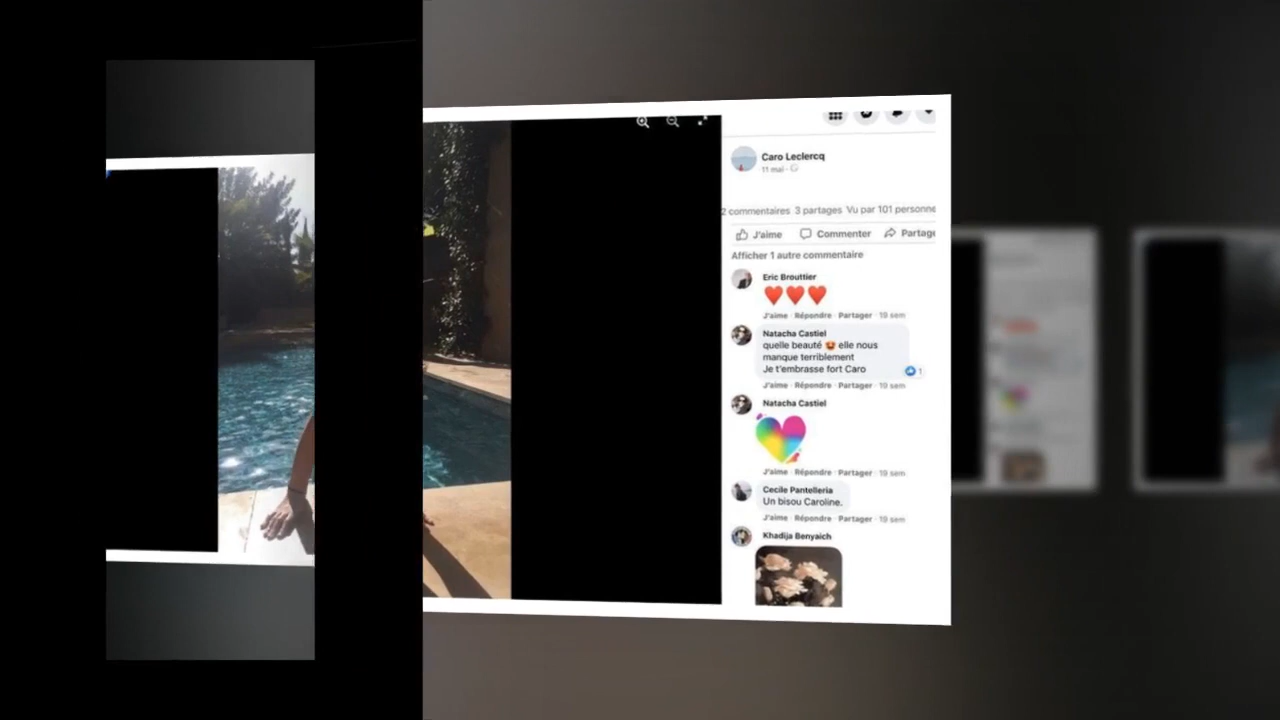 Caro Leclercq
11 mai
2 commentaires 3 partages Vu par 101 personne
J'aime Commenter Partag
Afficher 1 autre commentaire
Eric Brouttier
J'aime · Répondre · Partager · 19 sem
Natacha Castiel
quelle beauté 🤩 elle nous
manque terriblement
Je t'embrasse fort Caro
1
J'aime · Répondre · Partager · 19 sem
Natacha Castiel
J'aime · Répondre · Partager · 19 sem
Cecile Pantelleria
Un bisou Caroline.
J'aime · Répondre · Partager · 19 sem
Khadija Benyaich